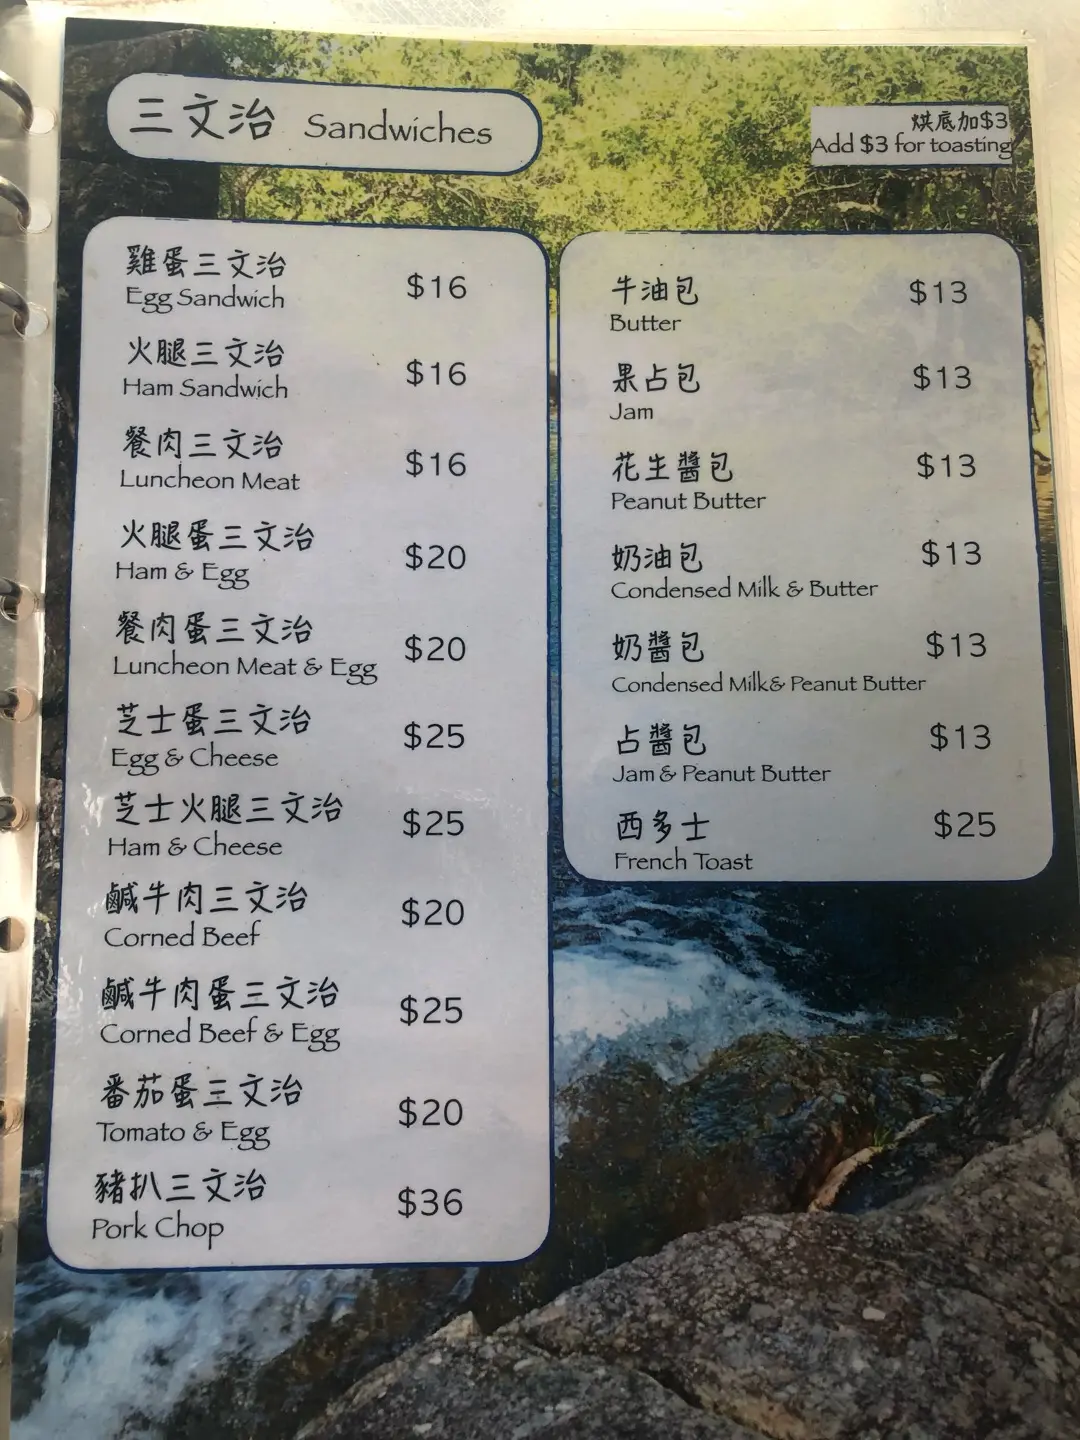 三文治 Sandwiches
烘底加$3
Add $3 for toasting
雞蛋三文治
Egg Sandwich $16
火腿三文治
Ham Sandwich $16
餐肉三文治
Luncheon Meat $16
火腿蛋三文治
Ham & Egg $20
餐肉蛋三文治
Luncheon Meat & Egg $20
芝士蛋三文治
Egg & Cheese $25
芝士火腿三文治
Ham & Cheese $25
鹹牛肉三文治
Corned Beef $20
鹹牛肉蛋三文治
Corned Beef & Egg $25
番茄蛋三文治
Tomato & Egg $20
豬扒三文治
Pork Chop $36
牛油包
Butter $13
果占包
Jam $13
花生醬包
Peanut Butter $13
奶油包
Condensed Milk & Butter $13
奶醬包
Condensed Milk& Peanut Butter $13
占醬包
Jam & Peanut Butter $13
西多士
French Toast $25